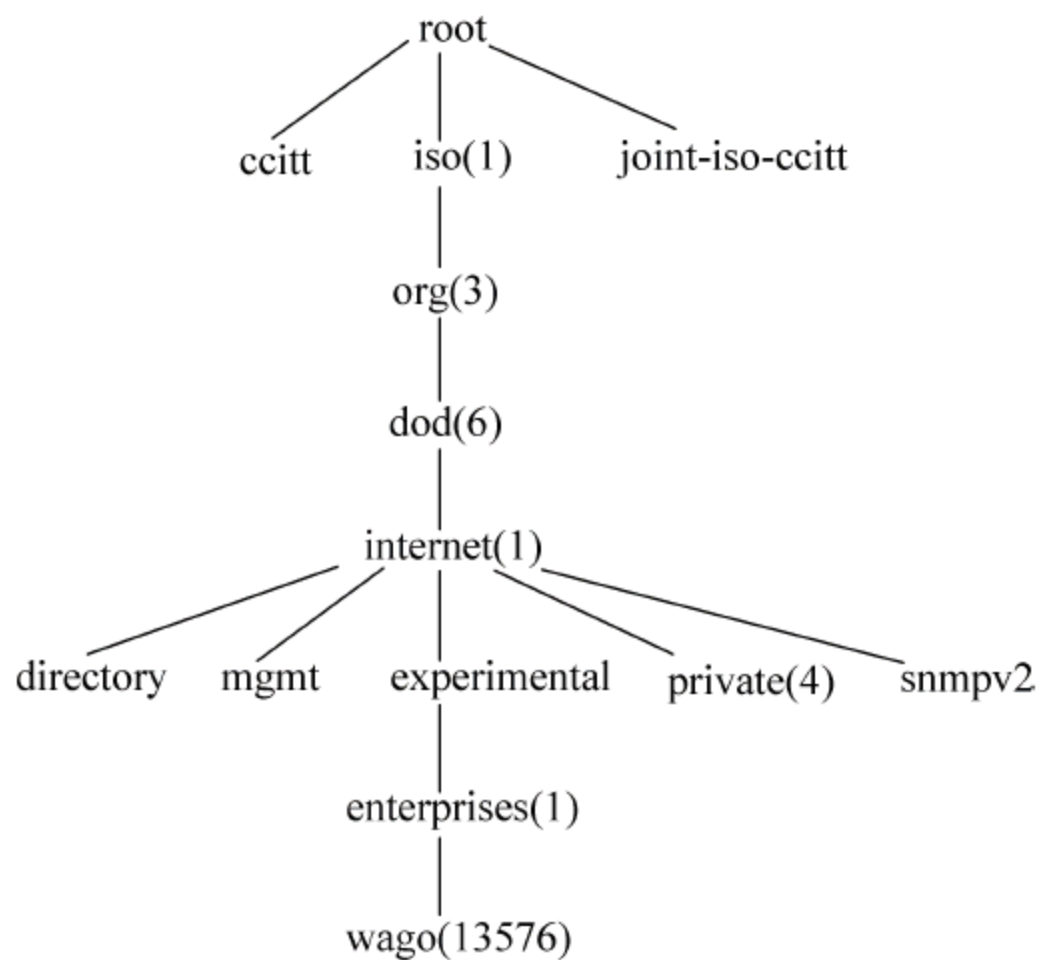 root
ccitt iso(1) joint-iso-ccitt
org(3)
dod(6)
internet(1)
directory mgmt experimental private(4) snmpv2
enterprises(1)
wago(13576)